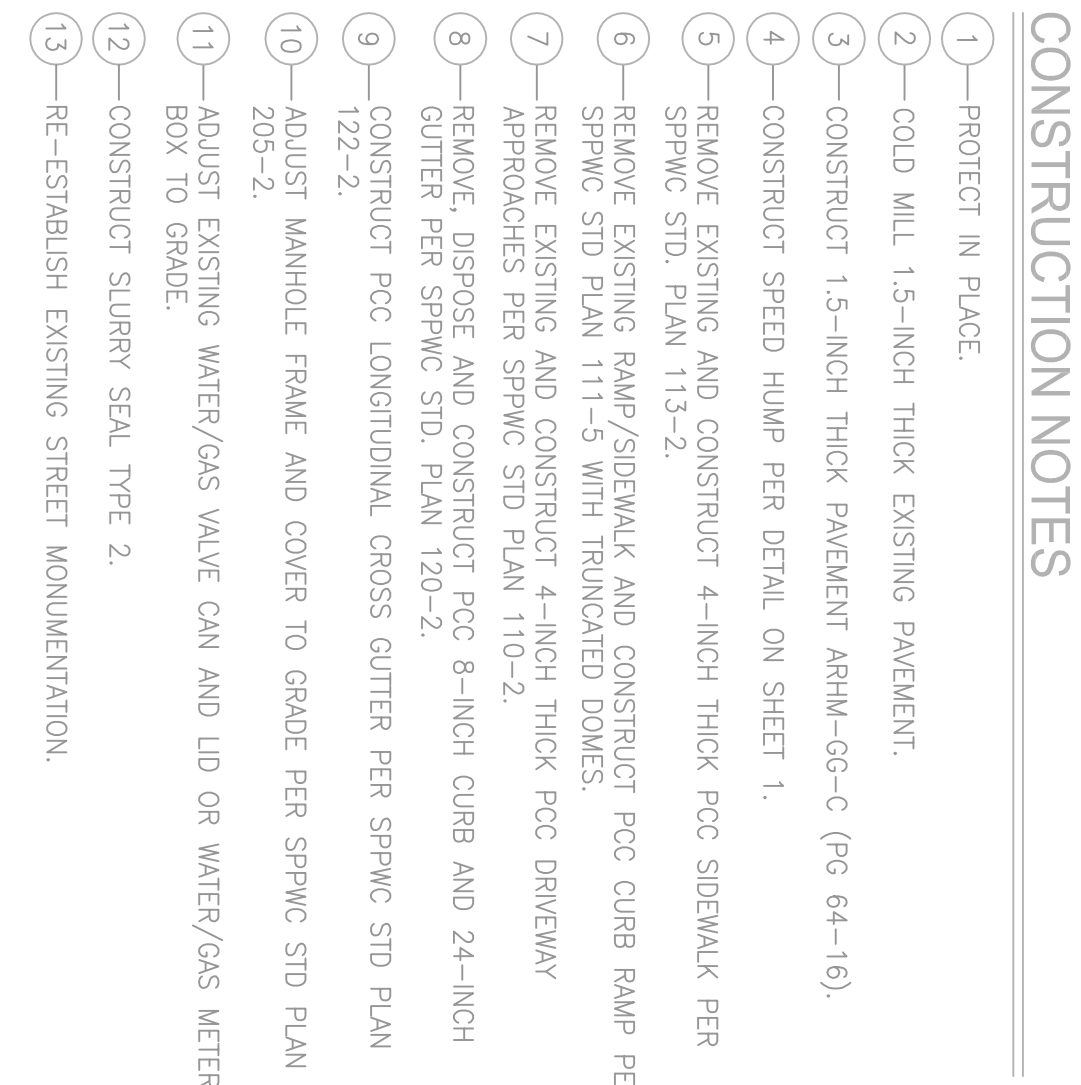 CONSTRUCTION NOTES
1 PROTECT IN PLACE.
2 COLD MILL 1.5-INCH THICK EXISTING PAVEMENT.
3 CONSTRUCT 1.5-INCH THICK PAVEMENT ARHM-GG-C (PG 64-16).
4 CONSTRUCT SPEED HUMP PER DETAIL ON SHEET 1.
5 REMOVE EXISTING AND CONSTRUCT 4-INCH THICK PCC SIDEWALK PER
SPPWC STD. PLAN 113-2.
6 REMOVE EXISTING RAMP/SIDEWALK AND CONSTRUCT PCC CURB RAMP PE
SPPWC STD PLAN 111-5 WITH TRUNCATED DOMES.
7 REMOVE EXISTING AND CONSTRUCT 4-INCH THICK PCC DRIVEWAY
APPROACHES PER SPPWC STD PLAN 110-2.
8 REMOVE, DISPOSE AND CONSTRUCT PCC 8-INCH CURB AND 24-INCH
GUTTER PER SPPWC STD. PLAN 120-2.
9 CONSTRUCT PCC LONGITUDINAL CROSS GUTTER PER SPPWC STD PLAN
122-2.
10 ADJUST MANHOLE FRAME AND COVER TO GRADE PER SPPWC STD PLAN
205-2.
11 ADJUST EXISTING WATER/GAS VALVE CAN AND LID OR WATER/GAS METER
BOX TO GRADE.
12 CONSTRUCT SLURRY SEAL TYPE 2.
13 RE-ESTABLISH EXISTING STREET MONUMENTATION.